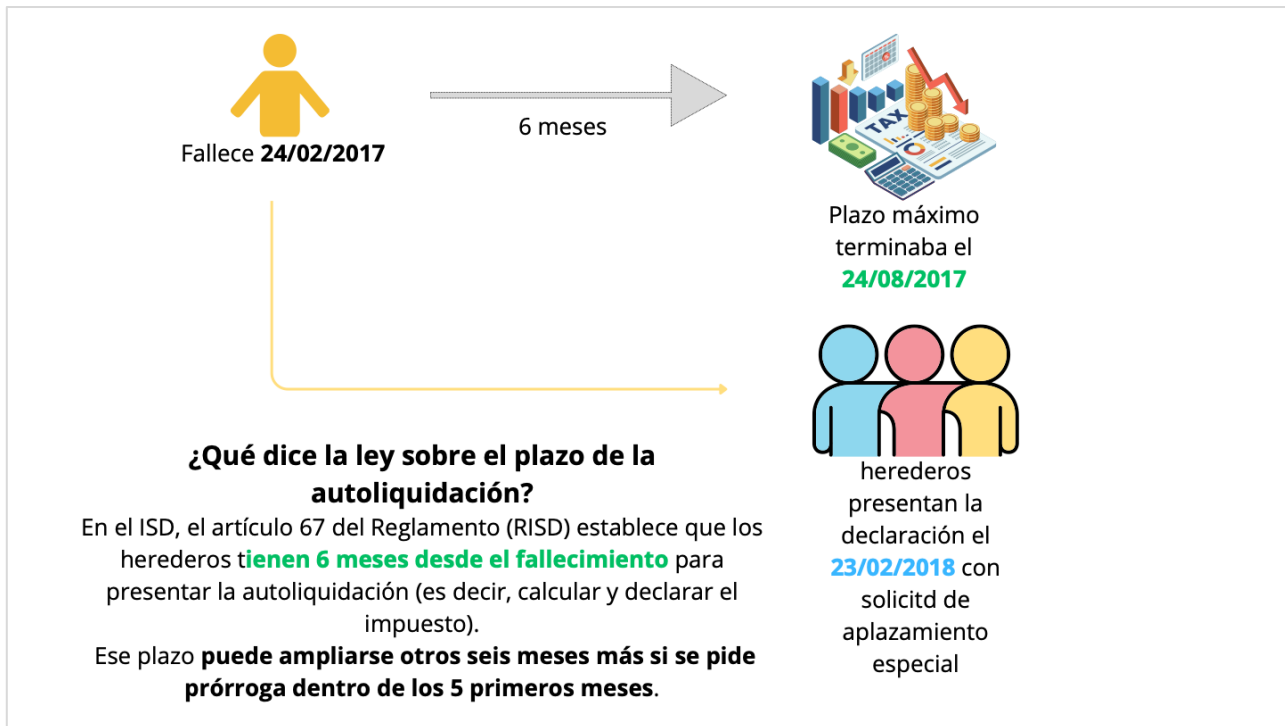 Fallece 24/02/2017
6 meses
TAX
Plazo máximo
terminaba el
24/08/2017
¿Qué dice la ley sobre el plazo de la
autoliquidación?
En el ISD, el artículo 67 del Reglamento (RISD) establece que los
herederos tienen 6 meses desde el fallecimiento para
presentar la autoliquidación (es decir, calcular y declarar el
impuesto).
Ese plazo puede ampliarse otros seis meses más si se pide
prórroga dentro de los 5 primeros meses.
herederos
presentan la
declaración el
23/02/2018 con
solicitd de
aplazamiento
especial